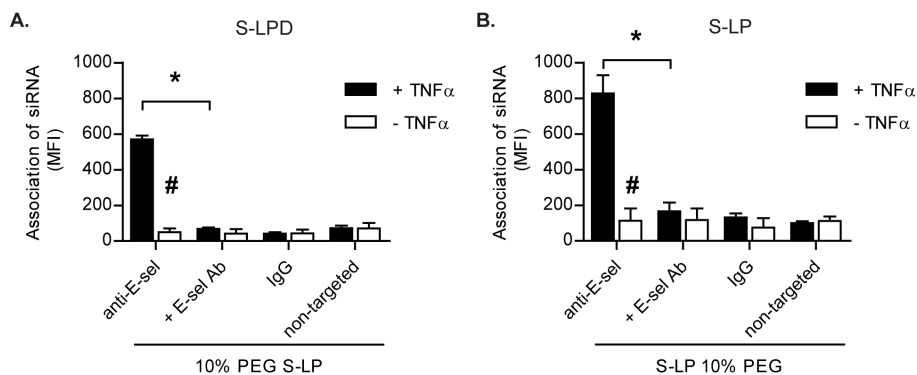 A.
S-LPD
Association of siRNA
(MFI)
1000
800
600
400
200
0
*
#
+ TNFα
- TNFα
anti-E-sel
+ E-sel Ab
IgG
non-targeted
10% PEG S-LP
B.
S-LP
Association of siRNA
(MFI)
1000
800
600
400
200
0
*
#
+ TNFα
- TNFα
anti-E-sel
+ E-sel Ab
IgG
non-targeted
S-LP 10% PEG